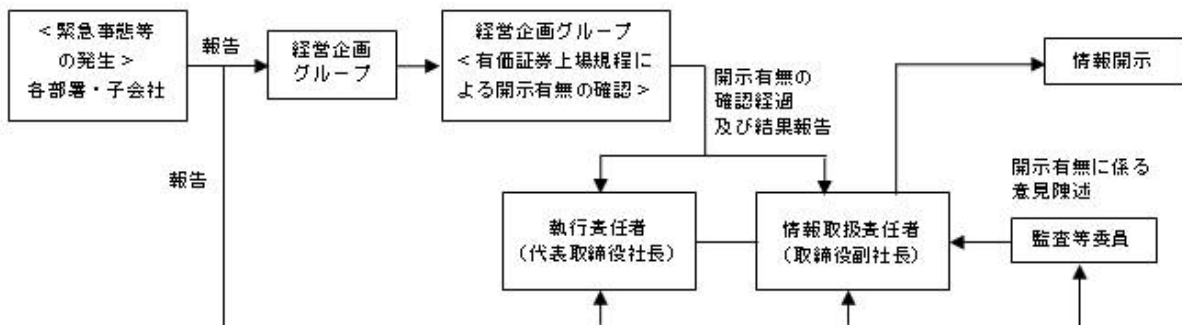 ＜緊急事態等
の発生＞
各部署・子会社
報告
経営企画
グループ
経営企画グループ
＜有価証券上場規程に
よる開示有無の確認＞
開示有無の
確認経過
及び結果報告
情報開示
報告
執行責任者
（代表取締役社長）
情報取扱責任者
（取締役副社長）
開示有無に係る
意見陳述
監査等委員